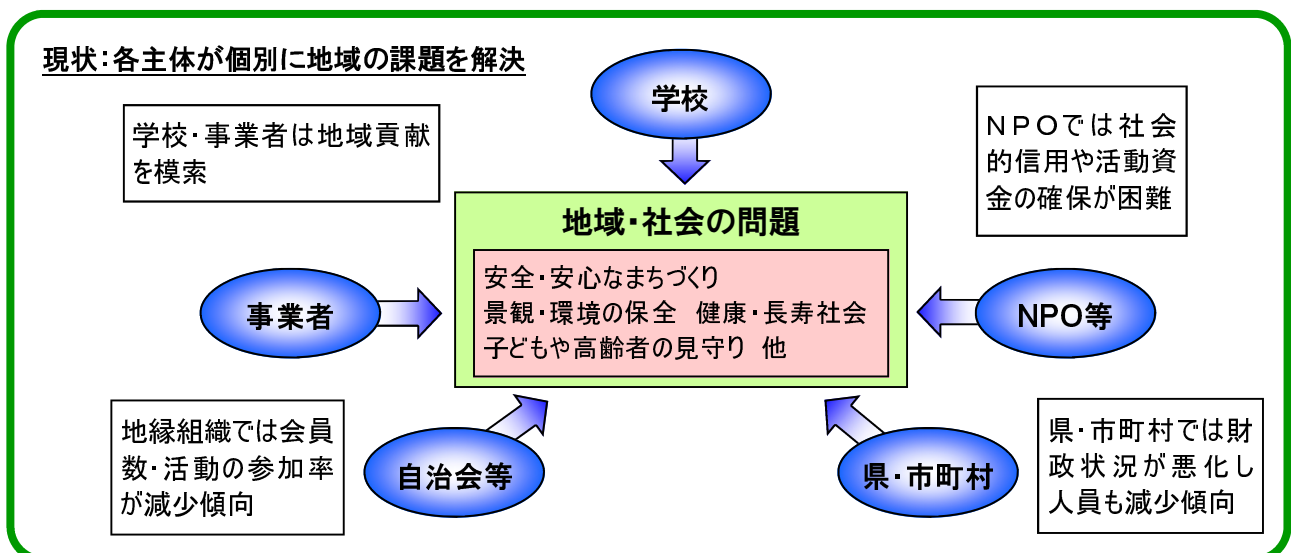 現状：各主体が個別に地域の課題を解決
学校
学校・事業者は地域貢献
を模索
NPOでは社会
的信用や活動資
金の確保が困難
地域・社会の問題
安全・安心なまちづくり
景観・環境の保全 健康・長寿社会
子どもや高齢者の見守り 他
事業者
NPO等
地縁組織では会員
数・活動の参加率
が減少傾向
自治会等
県・市町村
県・市町村では財
政状況が悪化し
人員も減少傾向